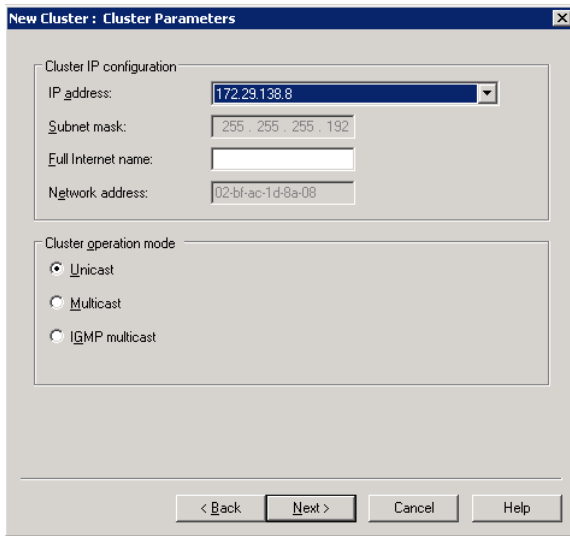 New Cluster : Cluster Parameters
Cluster IP configuration
IP address: 172.29.138.8
Subnet mask: 255 . 255 . 255 . 192
Full Internet name:
Network address: 02-bf-ac-1d-8a-08
Cluster operation mode
Unicast
Multicast
IGMP multicast
< Back Next > Cancel Help